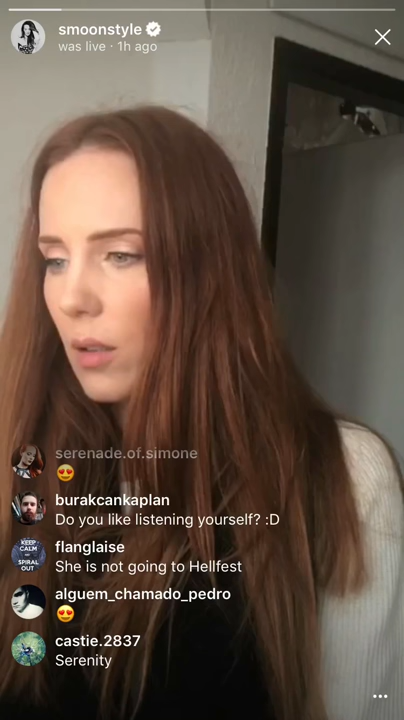 smoonstyle
was live · 1h ago
serenade.of.simone
😍
burakcankaplan
Do you like listening yourself? :D
KEEP
CALM
SPIRAL
OUT
flanglaise
She is not going to Hellfest
alguem_chamado_pedro
😍
castie.2837
Serenity